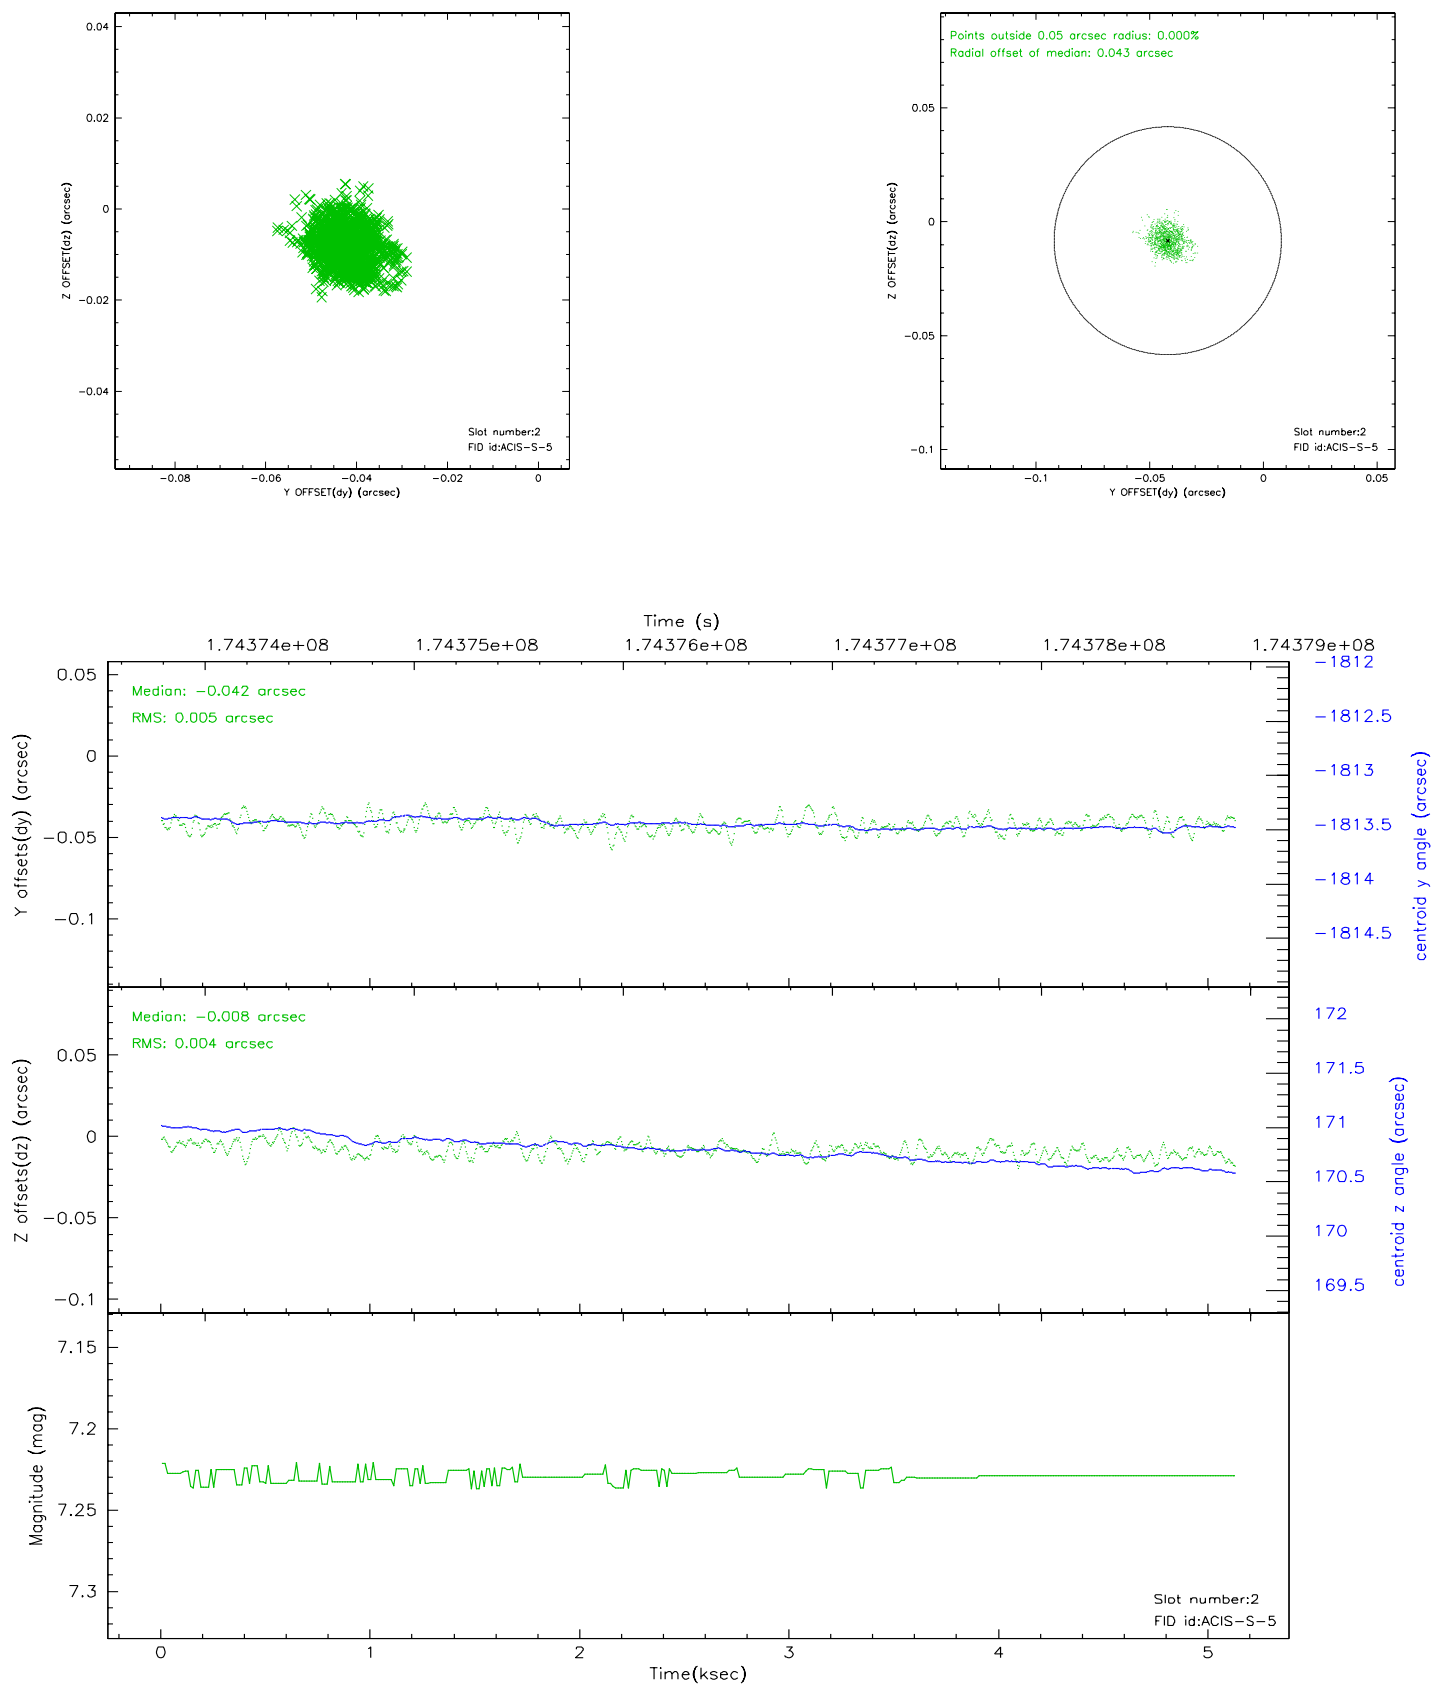 0.04
0.02
0
−0.02
−0.04
Z OFFSET(dz) (arcsec)
Slot number:2
FID id:ACIS−S−5
−0.08
−0.06
−0.04
−0.02
0
Y OFFSET(dy) (arcsec)
Points outside 0.05 arcsec radius: 0.000%
Radial offset of median: 0.043 arcsec
0.05
0
−0.05
−0.1
Z OFFSET(dz) (arcsec)
Slot number:2
FID id:ACIS−S−5
−0.1
−0.05
0
0.05
Y OFFSET(dy) (arcsec)
Time (s)
1.74374e+08
1.74375e+08
1.74376e+08
1.74377e+08
1.74378e+08
1.74379e+08
0.05
0
−0.05
−0.1
Y offsets(dy) (arcsec)
Median: −0.042 arcsec
RMS: 0.005 arcsec
−1812
−1812.5
−1813
−1813.5
−1814
−1814.5
centroid y angle (arcsec)
0.05
0
−0.05
−0.1
Z offsets(dz) (arcsec)
Median: −0.008 arcsec
RMS: 0.004 arcsec
172
171.5
171
170.5
170
169.5
centroid z angle (arcsec)
7.15
7.2
7.25
7.3
Magnitude (mag)
Slot number:2
FID id:ACIS−S−5
0
1
2
3
4
5
Time(ksec)